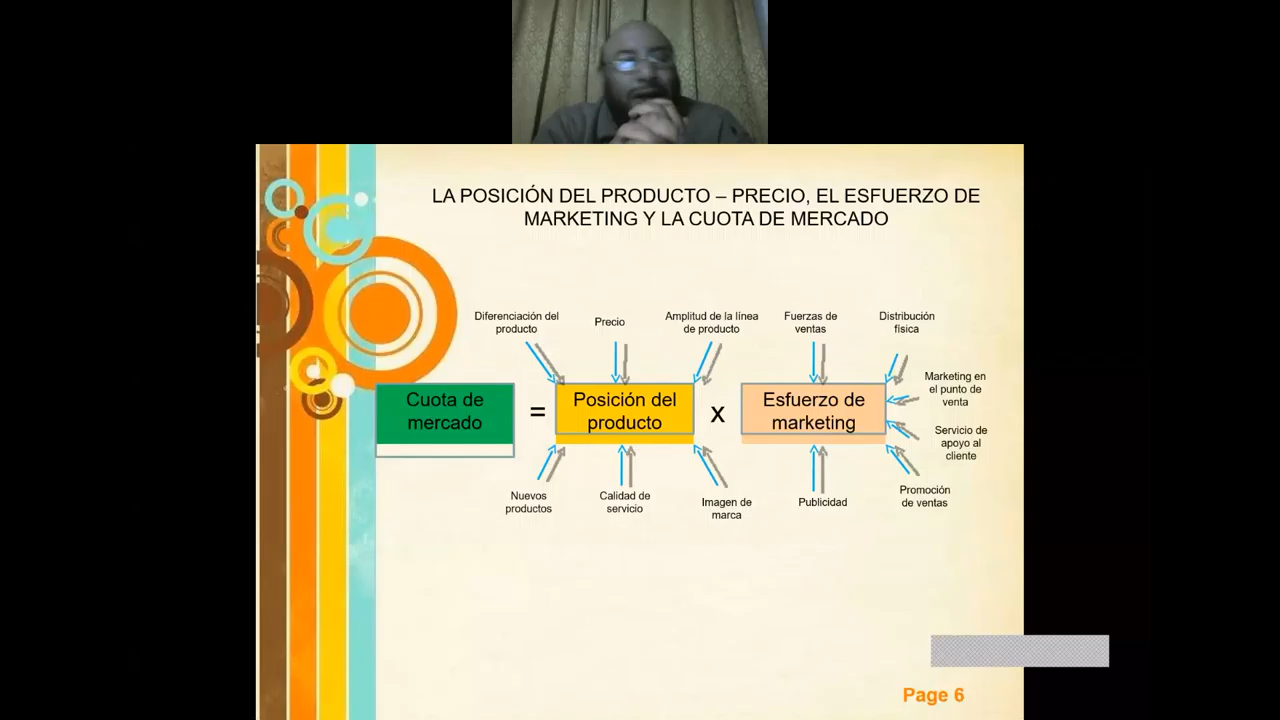 LA POSICIÓN DEL PRODUCTO – PRECIO, EL ESFUERZO DE
MARKETING Y LA CUOTA DE MERCADO
Diferenciación del
producto
Precio
Amplitud de la línea
de producto
Fuerzas de
ventas
Distribución
física
Marketing en
el punto de
venta
Servicio de
apoyo al
cliente
Cuota de
mercado
=
Posición del
producto
x
Esfuerzo de
marketing
Nuevos
productos
Calidad de
servicio
Imagen de
marca
Publicidad
Promoción
de ventas
Page 6